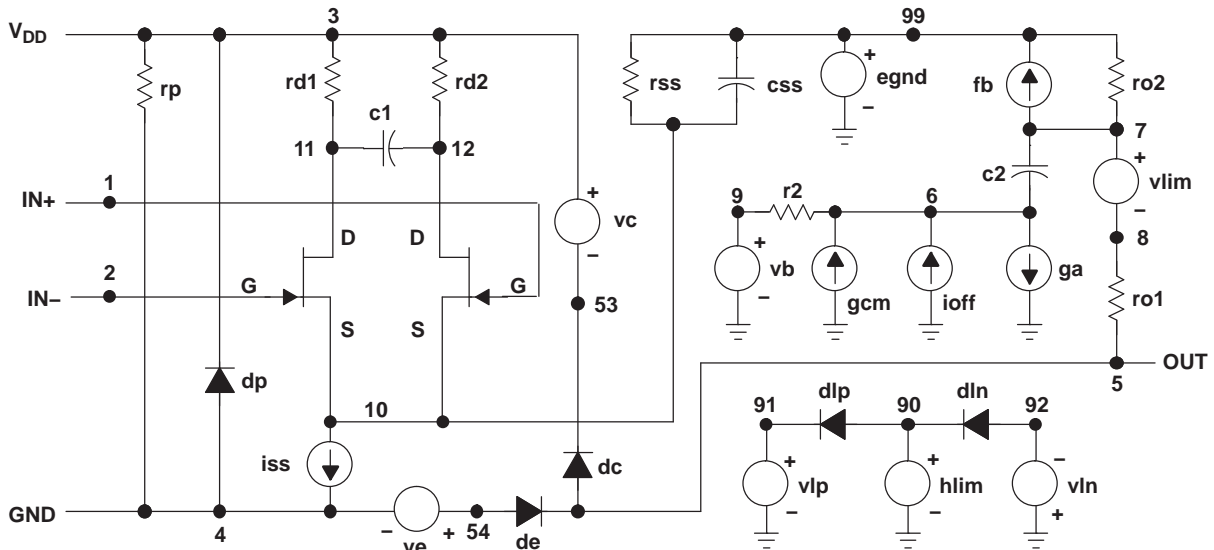 3
99
VDD
rp
rd1
rd2
c1
11
12
rss
css
egnd
+
−
fb
ro2
7
c2
+
vlim
−
8
ro1
1
IN+
2
IN−
D
D
G
G
S
S
+
vc
−
53
9
r2
6
+
vb
−
gcm
ioff
ga
OUT
5
dp
10
iss
dc
91
dlp
90
dln
92
+
vlp
−
+
hlim
−
−
vln
+
GND
4
−
ve
+
54
de